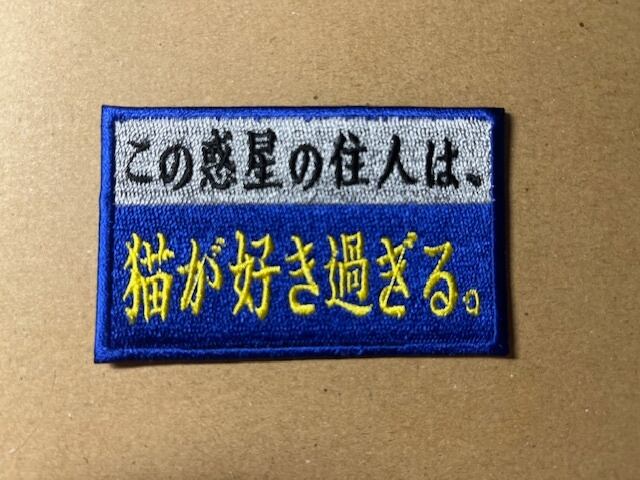 この惑星の住人は、
猫が好き過ぎる。